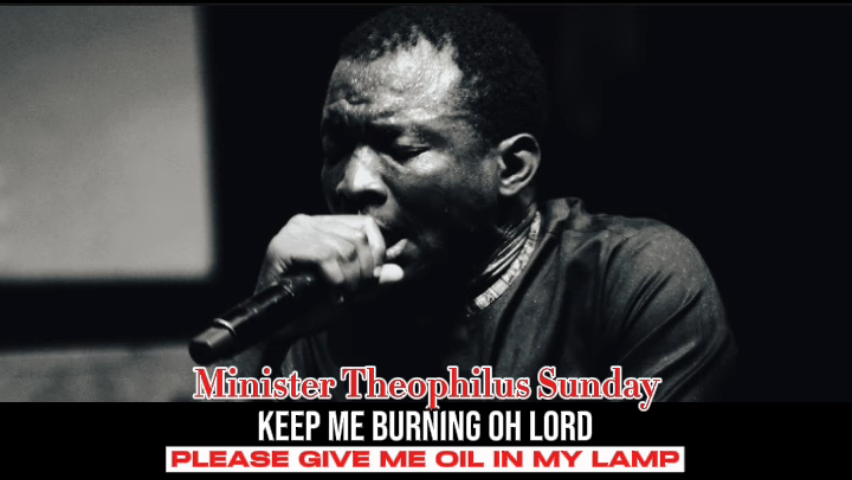 Minister Theophilus Sunday
KEEP ME BURNING OH LORD
PLEASE GIVE ME OIL IN MY LAMP